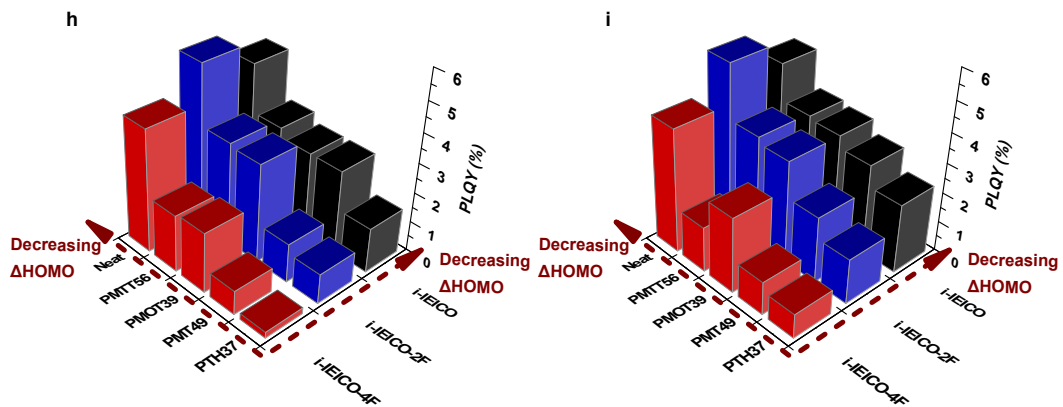 h
6
5
4
3
2
1
0
PLQY (%)
Decreasing
ΔHOMO
Decreasing
ΔHOMO
Neat
PMTT56
PMOT39
PMT49
PTH37
i-IEICO
i-IEICO-2F
i-IEICO-4F
i
6
5
4
3
2
1
0
PLQY (%)
Decreasing
ΔHOMO
Decreasing
ΔHOMO
Neat
PMTT56
PMOT39
PMT49
PTH37
i-IEICO
i-IEICO-2F
i-IEICO-4F